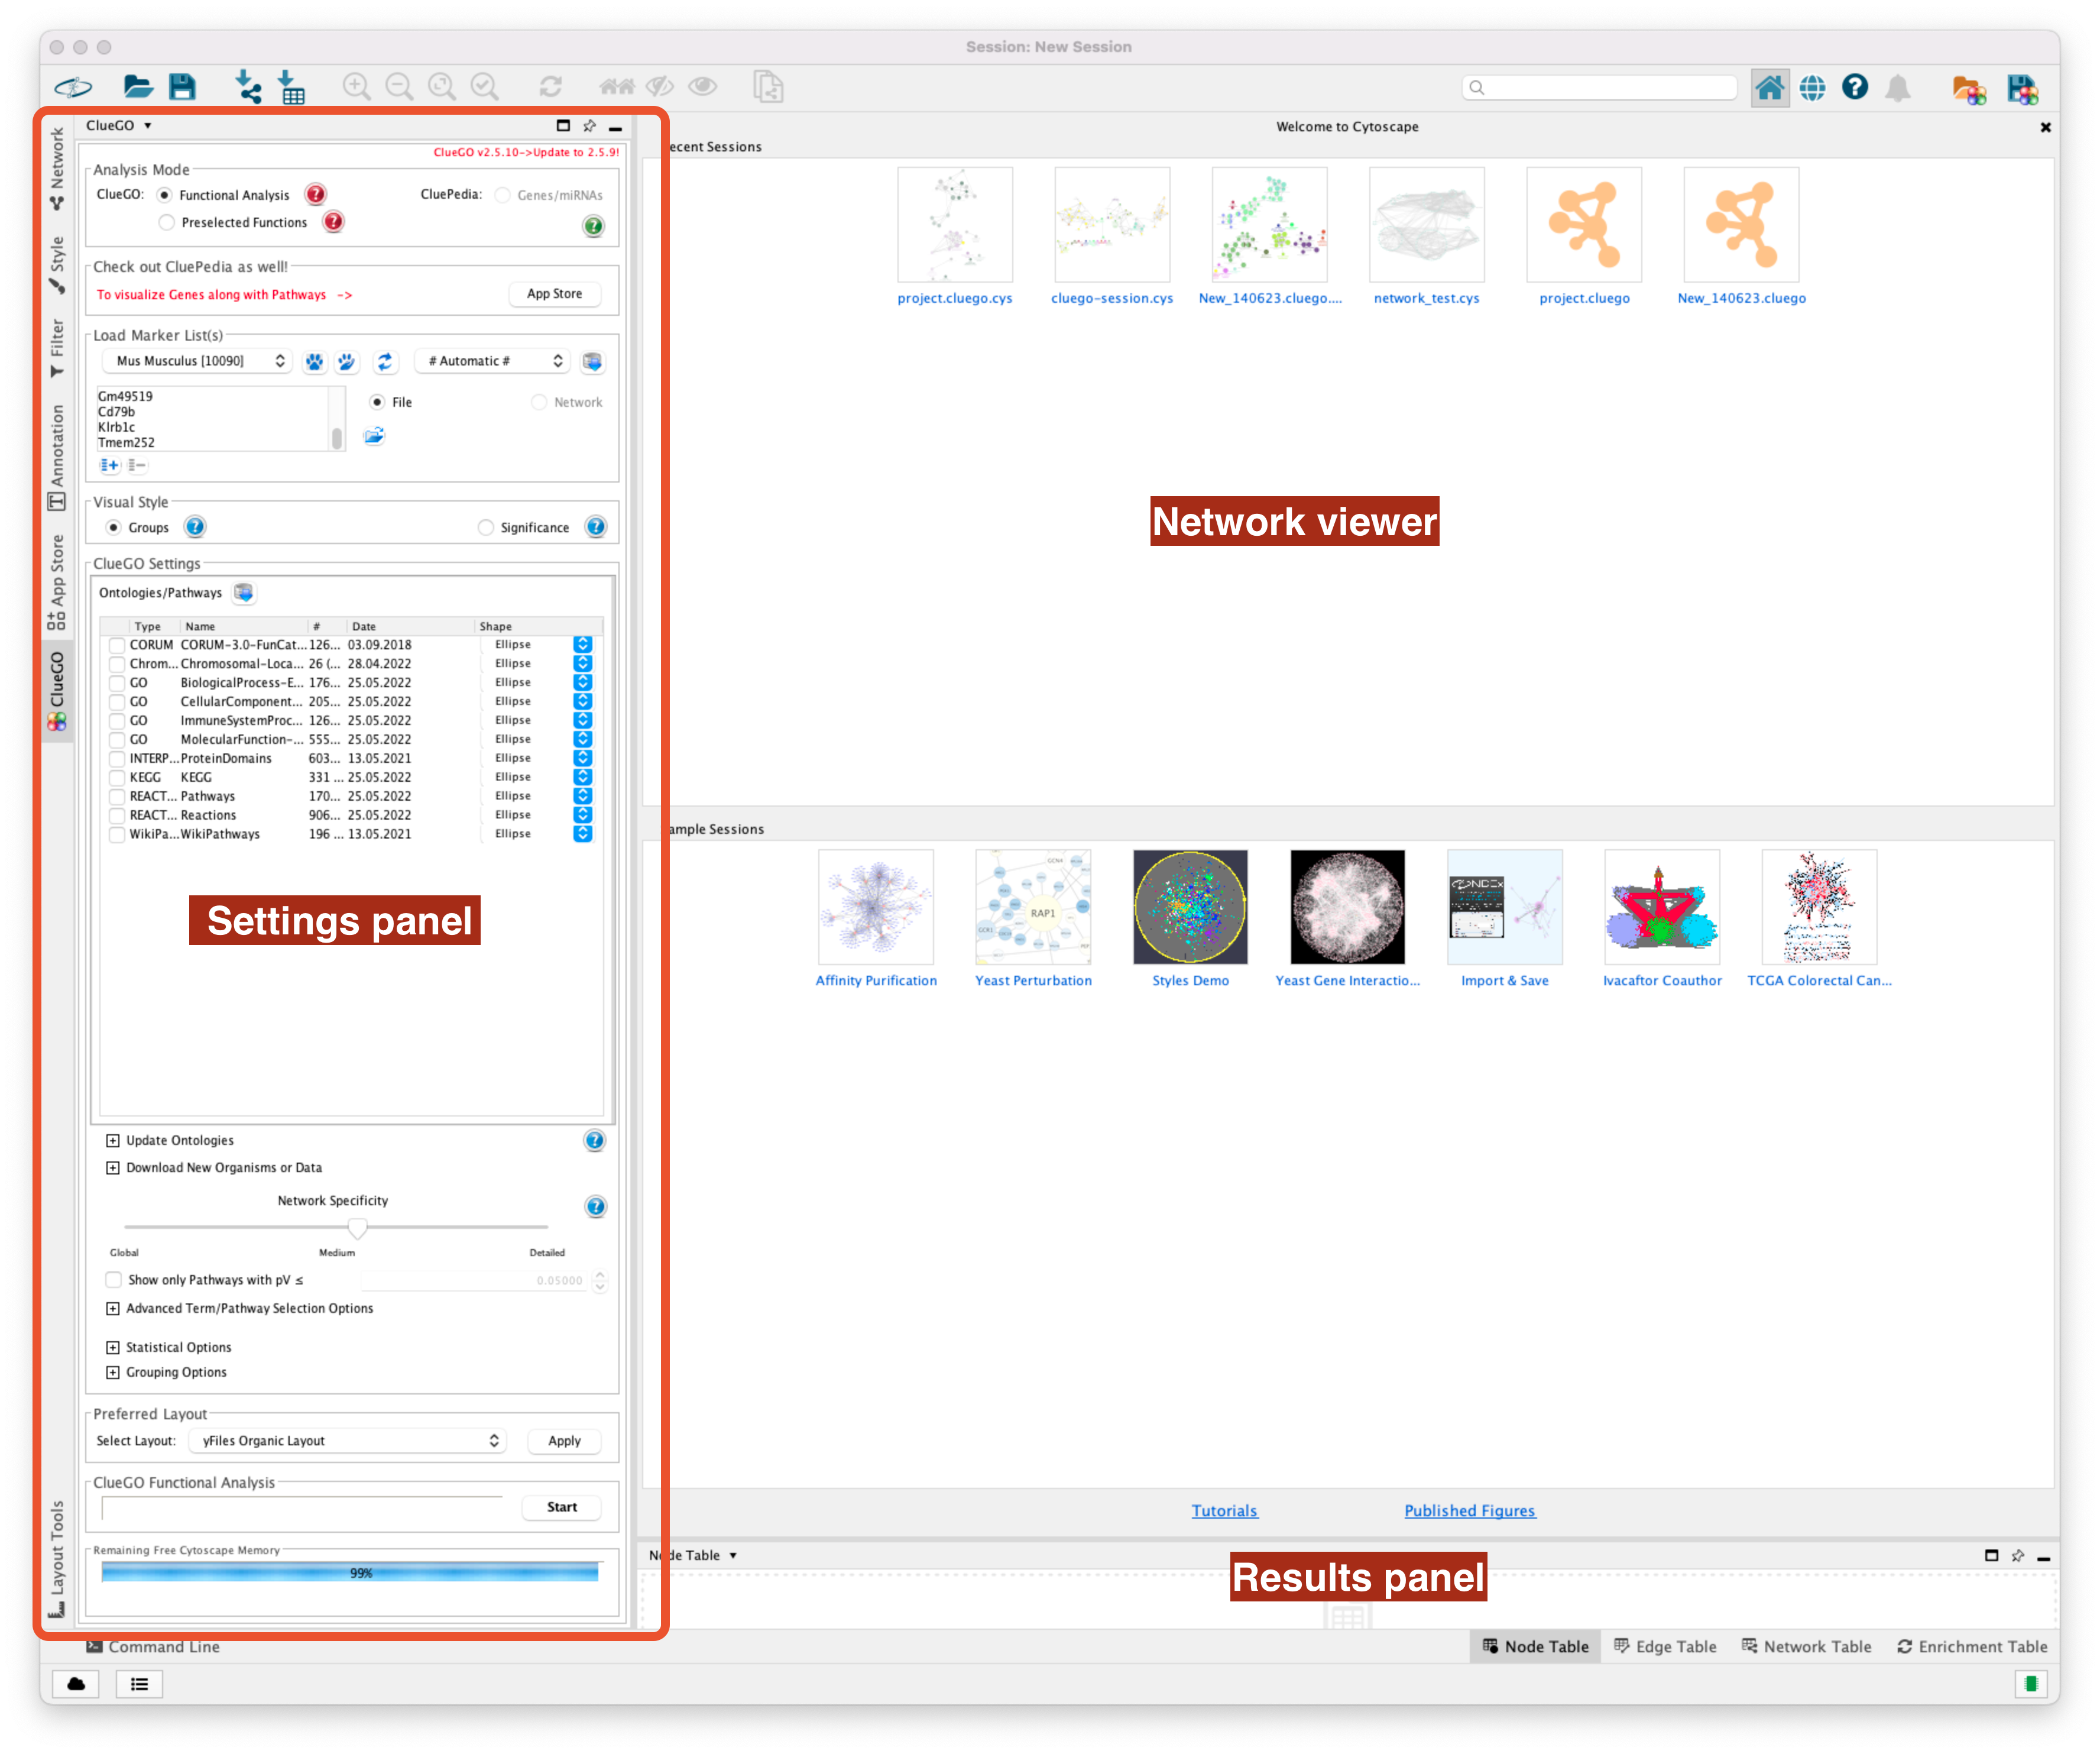 Session: New Session
ClueGO
Welcome to Cytoscape
ClueGO v2.5.10->Update to 2.5.9!
ecent Sessions
Analysis Mode
ClueGO: Functional Analysis
CluePedia: Genes/miRNAs
Preselected Functions
Check out CluePedia as well!
To visualize Genes along with Pathways ->
App Store
Load Marker List(s)
Mus Musculus [10090]
# Automatic #
Gm49519
Cd79b
Klrb1c
Tmem252
File
Network
Visual Style
Groups
Significance
ClueGO Settings
Ontologies/Pathways
Type Name # Date Shape
CORUM CORUM-3.0-FunCat... 126... 03.09.2018 Ellipse
Chrom... Chromosomal-Loca... 26 (... 28.04.2022 Ellipse
GO BiologicalProcess-E... 176... 25.05.2022 Ellipse
GO CellularComponent... 205... 25.05.2022 Ellipse
GO ImmuneSystemProc... 126... 25.05.2022 Ellipse
GO MolecularFunction-... 555... 25.05.2022 Ellipse
INTERP... ProteinDomains 603... 13.05.2021 Ellipse
KEGG KEGG 331 ... 25.05.2022 Ellipse
REACT... Pathways 170... 25.05.2022 Ellipse
REACT... Reactions 906... 25.05.2022 Ellipse
WikiPa... WikiPathways 196 ... 13.05.2021 Ellipse
Settings panel
Update Ontologies
Download New Organisms or Data
Network Specificity
Global Medium Detailed
Show only Pathways with pV ≤ 0.05000
Advanced Term/Pathway Selection Options
Statistical Options
Grouping Options
Preferred Layout
Select Layout: yFiles Organic Layout
Apply
ClueGO Functional Analysis
Start
Remaining Free Cytoscape Memory
99%
Network
Style
Filter
Annotation
App Store
ClueGO
Layout Tools
project.cluego.cys
cluego-session.cys
New_140623.cluego....
network_test.cys
project.cluego
New_140623.cluego
Network viewer
ample Sessions
GCN4
RAP1
GCR1
NDEx
Affinity Purification
Yeast Perturbation
Styles Demo
Yeast Gene Interactio...
Import & Save
Ivacaftor Coauthor
TCGA Colorectal Can...
Tutorials
Published Figures
Node Table
Results panel
Command Line
Node Table
Edge Table
Network Table
Enrichment Table